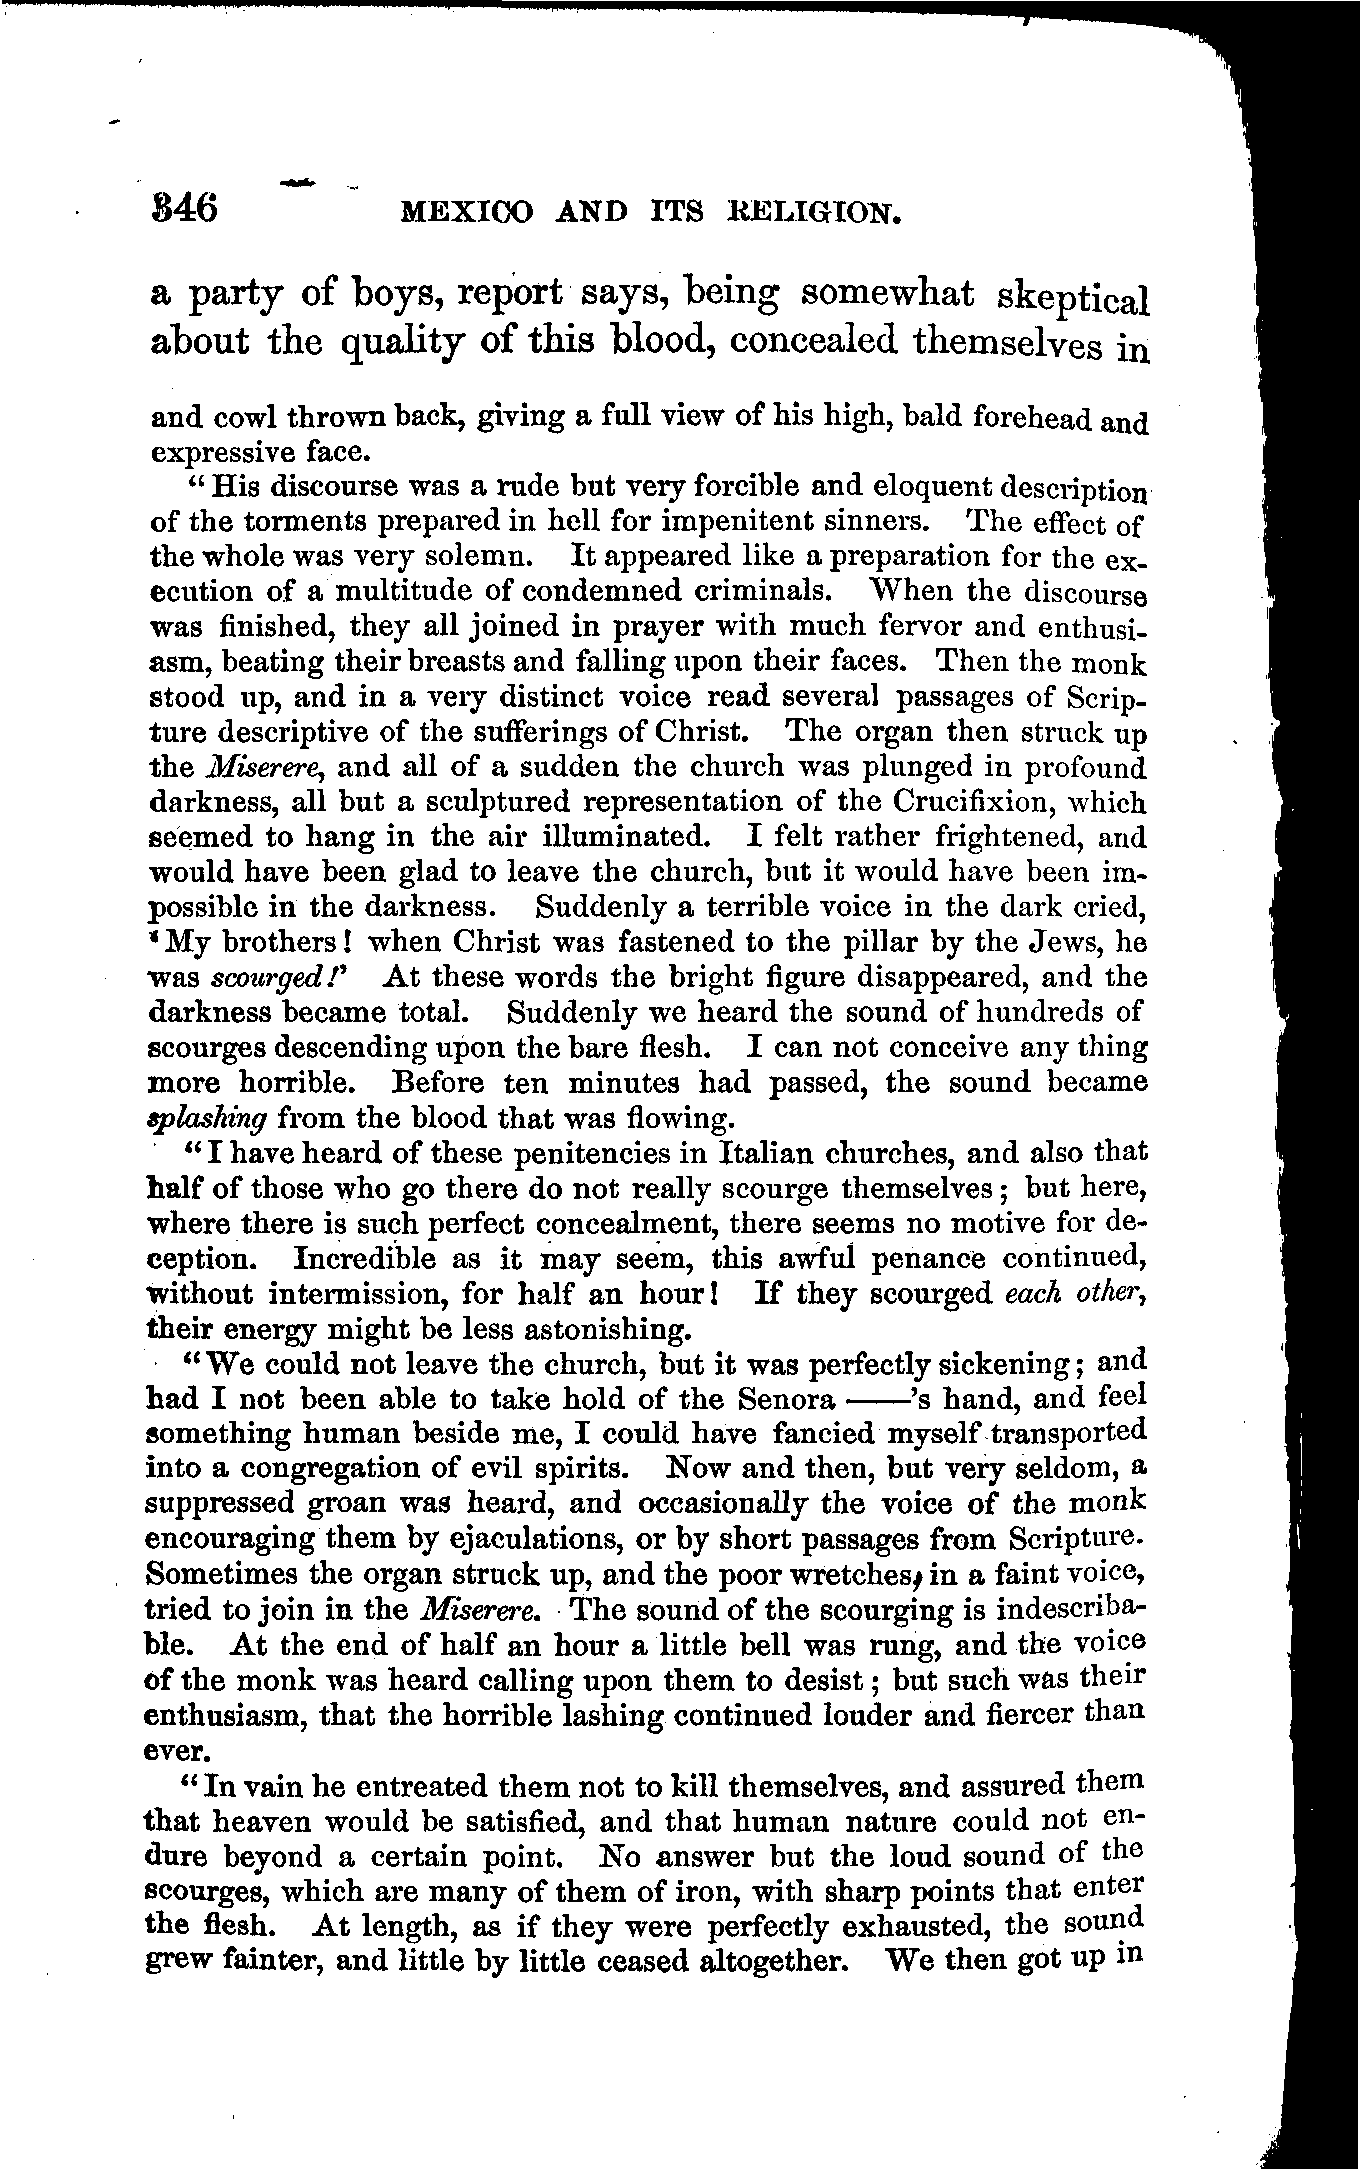 346 MEXICO AND ITS RELIGION.
a party of boys, report says, being somewhat skeptical
about the quality of this blood, concealed themselves in
and cowl thrown back, giving a full view of his high, bald forehead and
expressive face.
“His discourse was a rude but very forcible and eloquent description
of the torments prepared in hell for impenitent sinners. The effect of
the whole was very solemn. It appeared like a preparation for the ex-
ecution of a multitude of condemned criminals. When the discourse
was finished, they all joined in prayer with much fervor and enthusi-
asm, beating their breasts and falling upon their faces. Then the monk
stood up, and in a very distinct voice read several passages of Scrip-
ture descriptive of the sufferings of Christ. The organ then struck up
the Miserere, and all of a sudden the church was plunged in profound
darkness, all but a sculptured representation of the Crucifixion, which
seemed to hang in the air illuminated. I felt rather frightened, and
would have been glad to leave the church, but it would have been im-
possible in the darkness. Suddenly a terrible voice in the dark cried,
‘My brothers! when Christ was fastened to the pillar by the Jews, he
was scourged!’ At these words the bright figure disappeared, and the
darkness became total. Suddenly we heard the sound of hundreds of
scourges descending upon the bare flesh. I can not conceive any thing
more horrible. Before ten minutes had passed, the sound became
splashing from the blood that was flowing.
“I have heard of these penitencies in Italian churches, and also that
half of those who go there do not really scourge themselves; but here,
where there is such perfect concealment, there seems no motive for de-
ception. Incredible as it may seem, this awful penance continued,
without intermission, for half an hour! If they scourged each other,
their energy might be less astonishing.
“We could not leave the church, but it was perfectly sickening; and
had I not been able to take hold of the Senora ——’s hand, and feel
something human beside me, I could have fancied myself transported
into a congregation of evil spirits. Now and then, but very seldom, a
suppressed groan was heard, and occasionally the voice of the monk
encouraging them by ejaculations, or by short passages from Scripture.
Sometimes the organ struck up, and the poor wretches, in a faint voice,
tried to join in the Miserere. The sound of the scourging is indescriba-
ble. At the end of half an hour a little bell was rung, and the voice
of the monk was heard calling upon them to desist; but such was their
enthusiasm, that the horrible lashing continued louder and fiercer than
ever.
“In vain he entreated them not to kill themselves, and assured them
that heaven would be satisfied, and that human nature could not en-
dure beyond a certain point. No answer but the loud sound of the
scourges, which are many of them of iron, with sharp points that enter
the flesh. At length, as if they were perfectly exhausted, the sound
grew fainter, and little by little ceased altogether. We then got up in